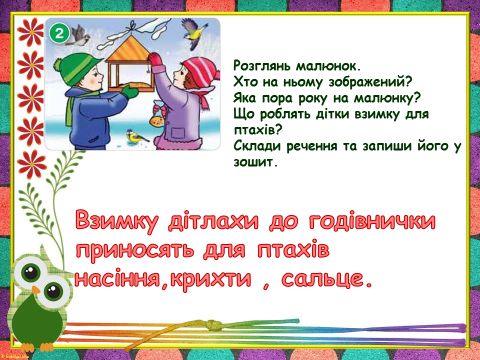 2
Розглянь малюнок.
Хто на ньому зображений?
Яка пора року на малюнку?
Що роблять дітки взимку для
птахів?
Склади речення та запиши його у
зошит.
Взимку дітлахи до годівнички
приносять для птахів
насіння,крихти , сальце.